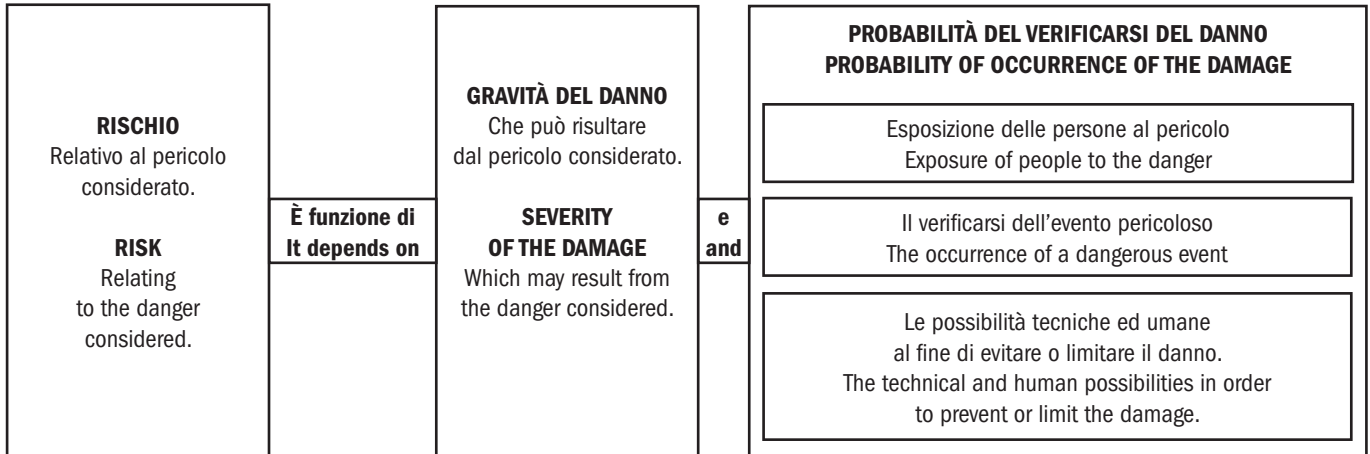 RISCHIO
Relativo al pericolo
considerato.
RISK
Relating
to the danger
considered.
È funzione di
It depends on
GRAVITÀ DEL DANNO
Che può risultare
dal pericolo considerato.
SEVERITY
OF THE DAMAGE
Which may result from
the danger considered.
e
and
PROBABILITÀ DEL VERIFICARSI DEL DANNO
PROBABILITY OF OCCURRENCE OF THE DAMAGE
Esposizione delle persone al pericolo
Exposure of people to the danger
Il verificarsi dell’evento pericoloso
The occurrence of a dangerous event
Le possibilità tecniche ed umane
al fine di evitare o limitare il danno.
The technical and human possibilities in order
to prevent or limit the damage.